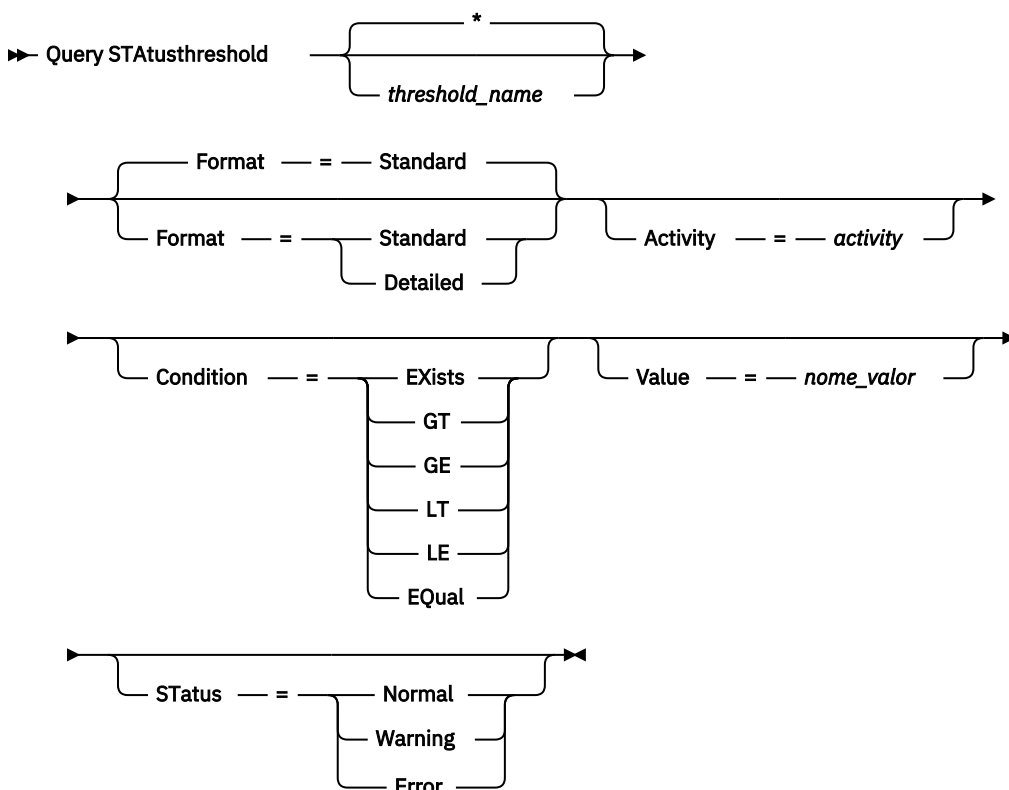 *
Query STAtusthreshold
threshold_name
Format = Standard
Format = Standard
Detailed
Activity = activity
Condition = EXists
GT
GE
LT
LE
EQual
Value = nome_valor
STatus = Normal
Warning
Error